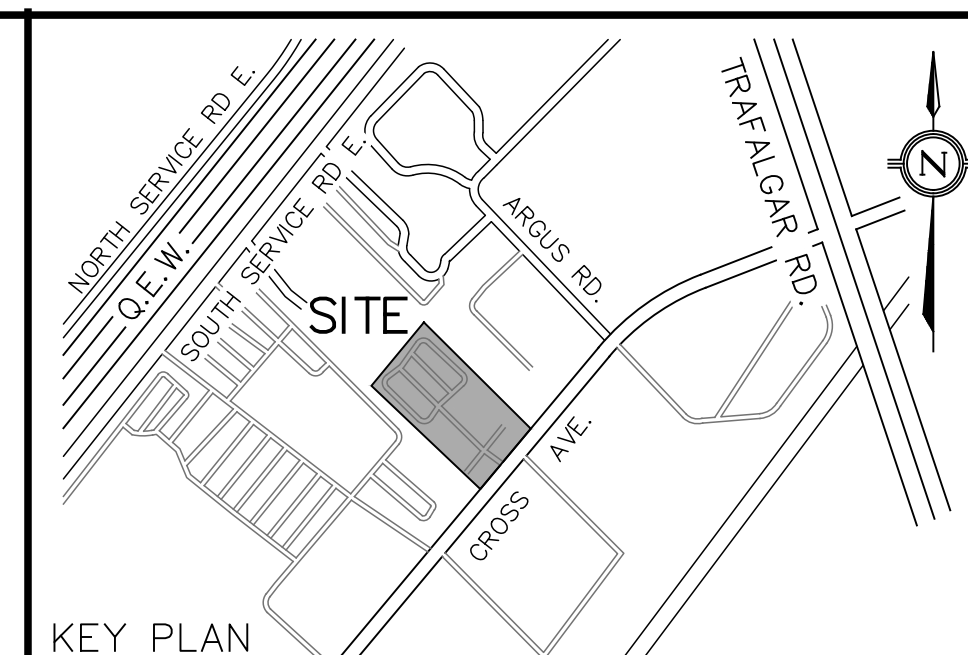 NORTH SERVICE RD E.
Q.E.W.
SOUTH SERVICE RD E.
ARGUS RD.
TRAFALGAR RD.
N
SITE
CROSS AVE.
KEY PLAN